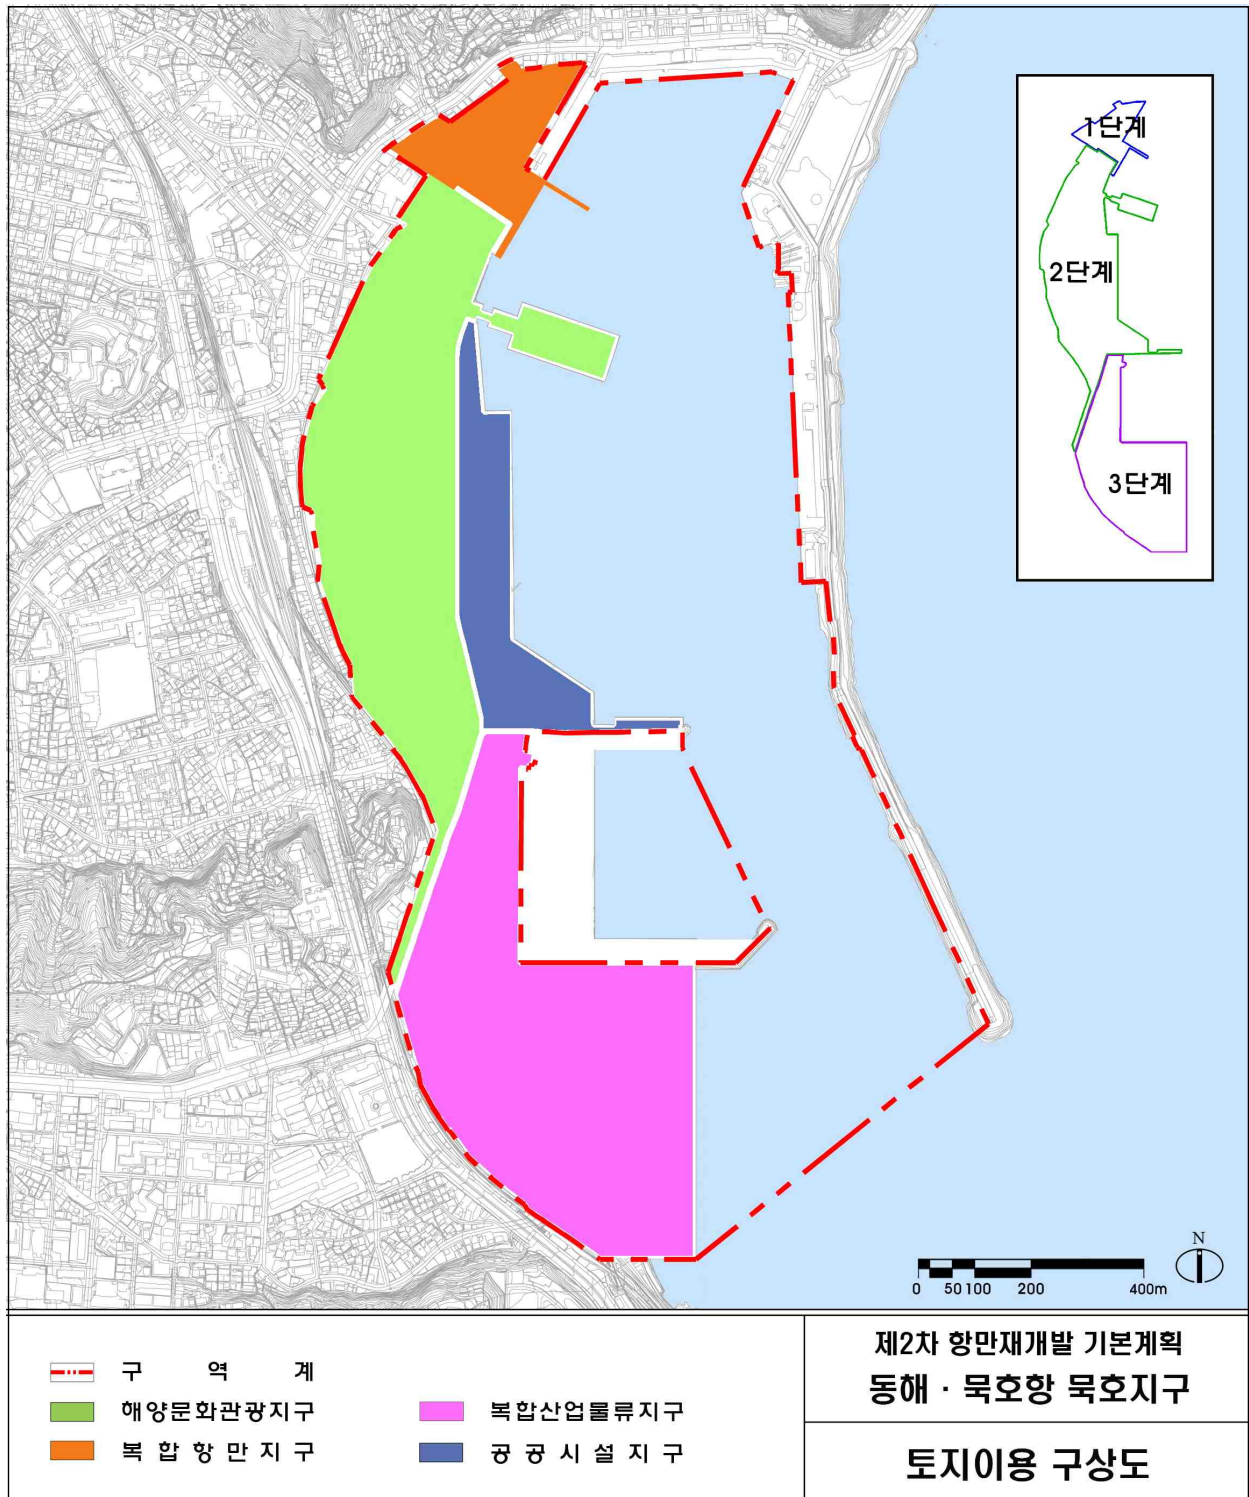 1단계
2단계
3단계
N
0 50 100 200 400m
구 역 계
해양문화관광지구
복합산업물류지구
복 합 항 만 지 구
공 공 시 설 지 구
제2차 항만재개발 기본계획
동해 · 묵호항 묵호지구
토지이용 구상도